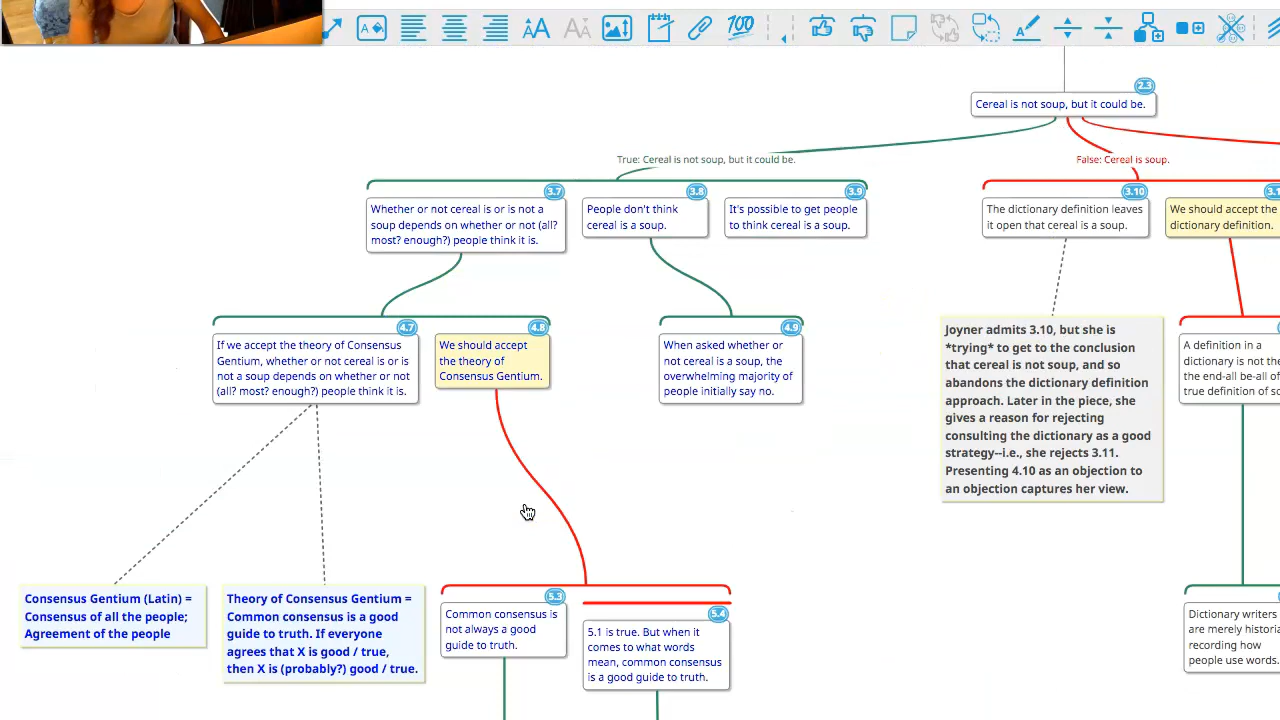 100
2.3
Cereal is not soup, but it could be.
True: Cereal is not soup, but it could be.
False: Cereal is soup.
3.7
Whether or not cereal is or is not a
soup depends on whether or not (all?
most? enough?) people think it is.
3.8
People don't think
cereal is a soup.
3.9
It's possible to get people
to think cereal is a soup.
3.10
The dictionary definition leaves
it open that cereal is a soup.
We should accept the
dictionary definition.
4.7
If we accept the theory of Consensus
Gentium, whether or not cereal is or is
not a soup depends on whether or not
(all? most? enough?) people think it is.
4.8
We should accept
the theory of
Consensus Gentium.
4.9
When asked whether or
not cereal is a soup, the
overwhelming majority of
people initially say no.
Joyner admits 3.10, but she is
*trying* to get to the conclusion
that cereal is not soup, and so
abandons the dictionary definition
approach. Later in the piece, she
gives a reason for rejecting
consulting the dictionary as a good
strategy--i.e., she rejects 3.11.
Presenting 4.10 as an objection to
an objection captures her view.
A definition in a
dictionary is not the
the end-all be-all of
true definition of
Consensus Gentium (Latin) =
Consensus of all the people;
Agreement of the people
Theory of Consensus Gentium =
Common consensus is a good
guide to truth. If everyone
agrees that X is good / true,
then X is (probably?) good / true.
5.3
Common consensus is
not always a good
guide to truth.
5.4
5.1 is true. But when it
comes to what words
mean, common consensus
is a good guide to truth.
Dictionary writers
are merely
recording how
people use words.